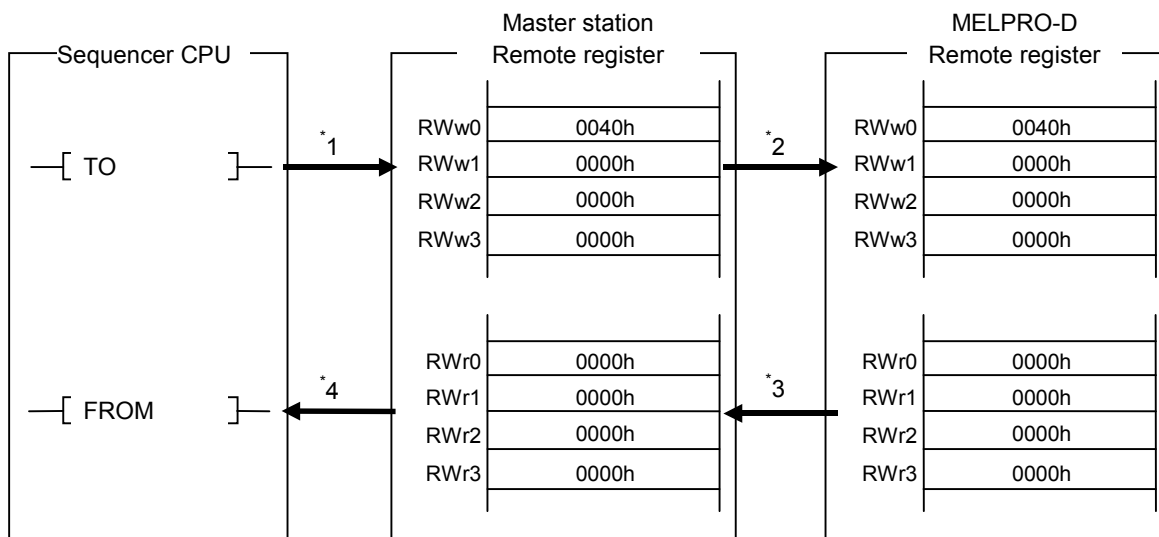 Sequencer CPU
Master station
Remote register
MELPRO-D
Remote register
TO
*1
RWw0 0040h
RWw1 0000h
RWw2 0000h
RWw3 0000h
*2
RWw0 0040h
RWw1 0000h
RWw2 0000h
RWw3 0000h
FROM
*4
RWr0 0000h
RWr1 0000h
RWr2 0000h
RWr3 0000h
*3
RWr0 0000h
RWr1 0000h
RWr2 0000h
RWr3 0000h